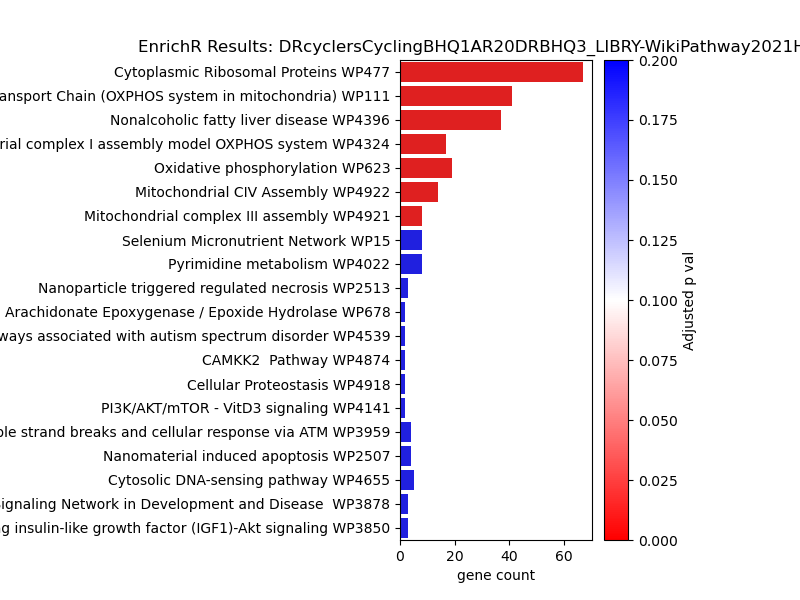 EnrichR Results: DRcyclersCyclingBHQ1AR20DRBHQ3_LIBRY-WikiPathway2021H
Cytoplasmic Ribosomal Proteins WP477
Transport Chain (OXPHOS system in mitochondria) WP111
Nonalcoholic fatty liver disease WP4396
complex I assembly model OXPHOS system WP4324
Oxidative phosphorylation WP623
Mitochondrial CIV Assembly WP4922
Mitochondrial complex III assembly WP4921
Selenium Micronutrient Network WP15
Pyrimidine metabolism WP4022
Nanoparticle triggered regulated necrosis WP2513
Arachidonate Epoxygenase / Epoxide Hydrolase WP678
ways associated with autism spectrum disorder WP4539
CAMKK2  Pathway WP4874
Cellular Proteostasis WP4918
PI3K/AKT/mTOR - VitD3 signaling WP4141
ble strand breaks and cellular response via ATM WP3959
Nanomaterial induced apoptosis WP2507
Cytosolic DNA-sensing pathway WP4655
Signaling Network in Development and Disease  WP3878
insulin-like growth factor (IGF1)-Akt signaling WP3850
0 20 40 60
gene count
0.200
0.175
0.150
0.125
0.100
0.075
0.050
0.025
0.000
Adjusted p val